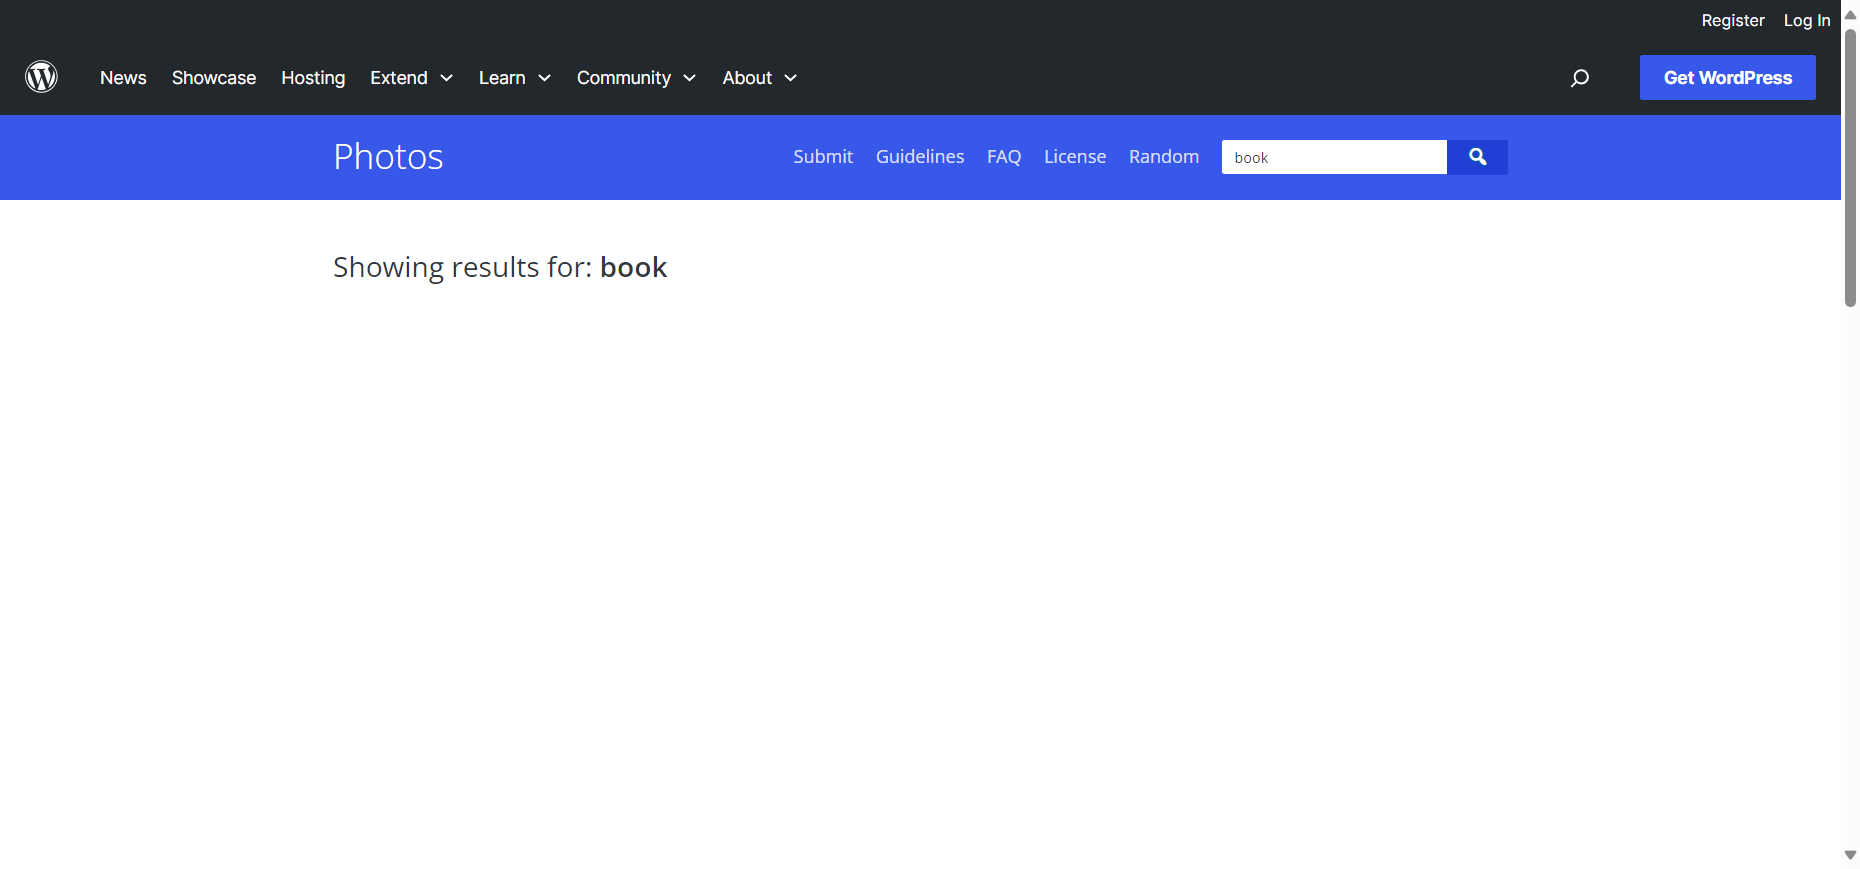 Register Log In
News Showcase Hosting Extend Learn Community About Get WordPress
Photos Submit Guidelines FAQ License Random book
Showing results for: book